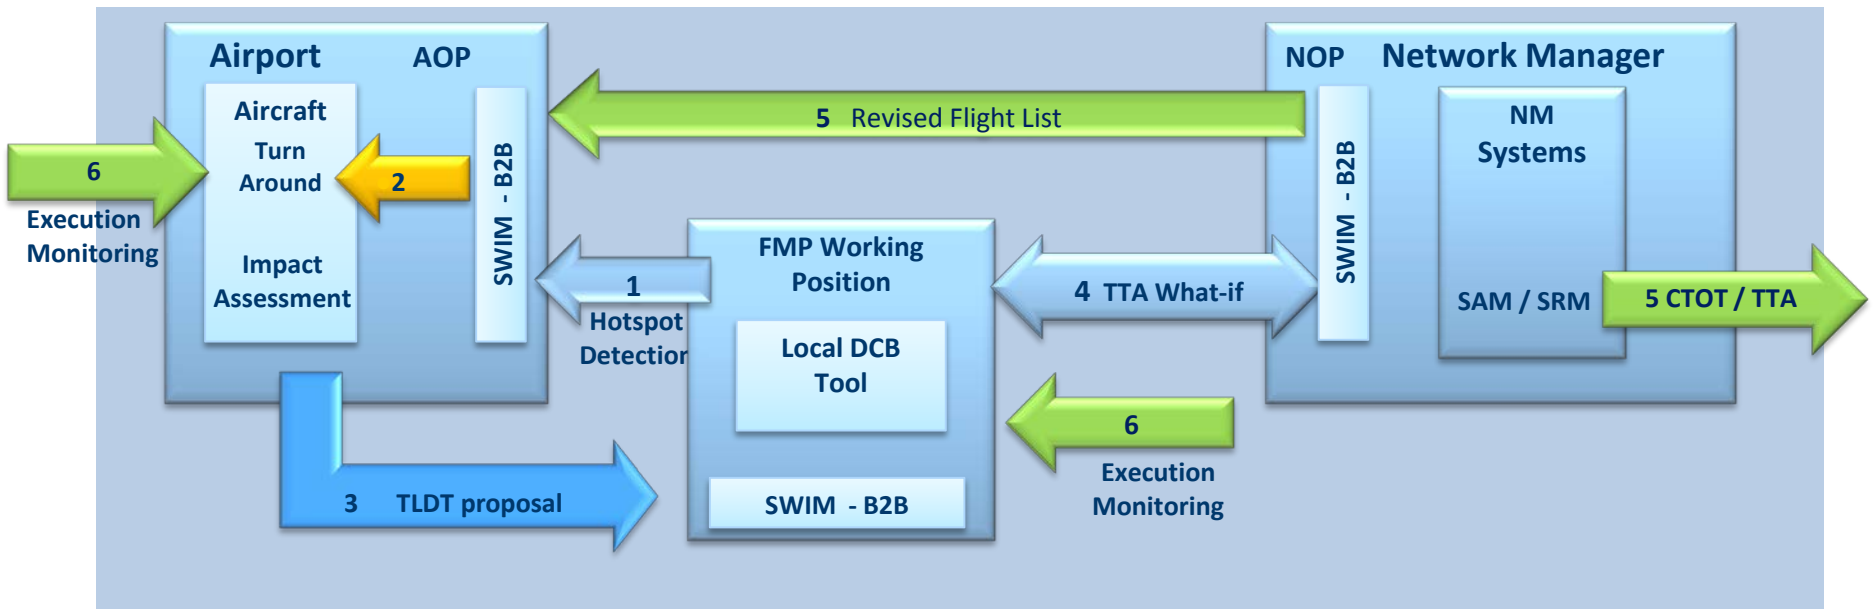 Airport
AOP
Aircraft
Turn
Around
Impact
Assessment
SWIM - B2B
2
6
Execution
Monitoring
5 Revised Flight List
1
Hotspot
Detection
3 TLDT proposal
FMP Working
Position
Local DCB
Tool
SWIM - B2B
4 TTA What-if
6
Execution
Monitoring
NOP
Network Manager
SWIM - B2B
NM
Systems
SAM / SRM
5 CTOT / TTA